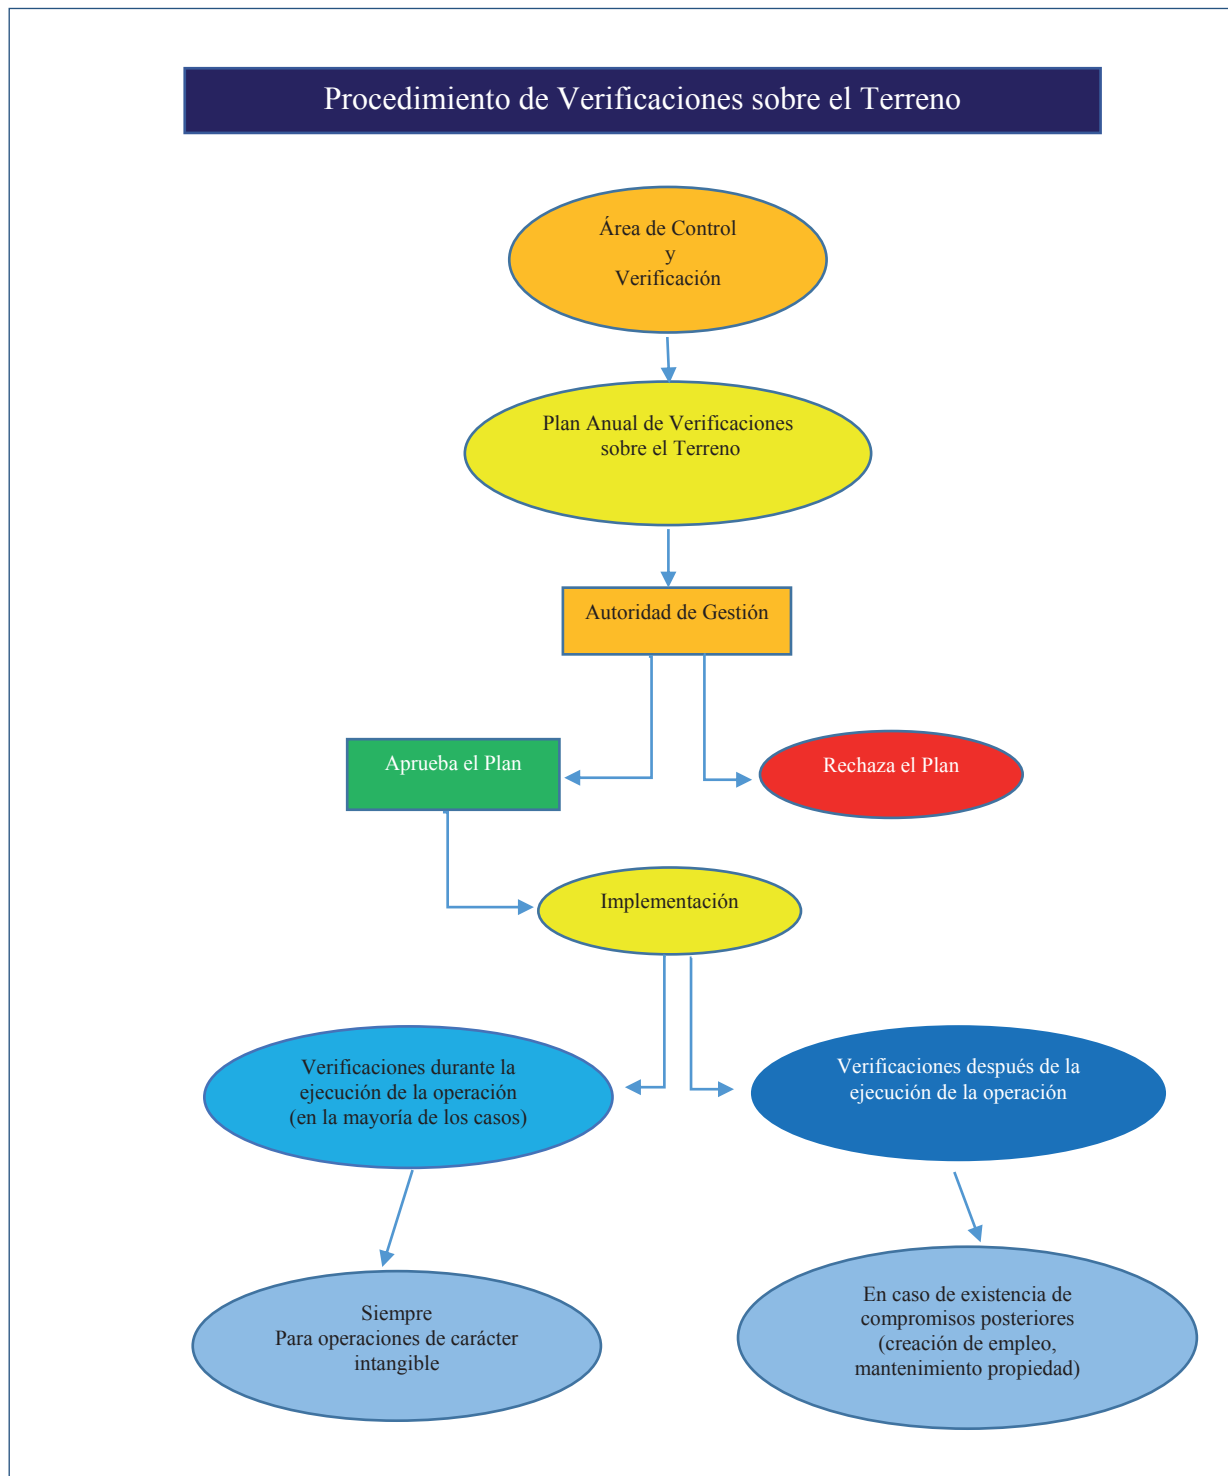 Procedimiento de Verificaciones sobre el Terreno
Área de Control
y
Verificación
Plan Anual de Verificaciones
sobre el Terreno
Autoridad de Gestión
Aprueba el Plan
Rechaza el Plan
Implementación
Verificaciones durante la
ejecución de la operación
(en la mayoría de los casos)
Verificaciones después de la
ejecución de la operación
Siempre
Para operaciones de carácter
intangible
En caso de existencia de
compromisos posteriores
(creación de empleo,
mantenimiento propiedad)